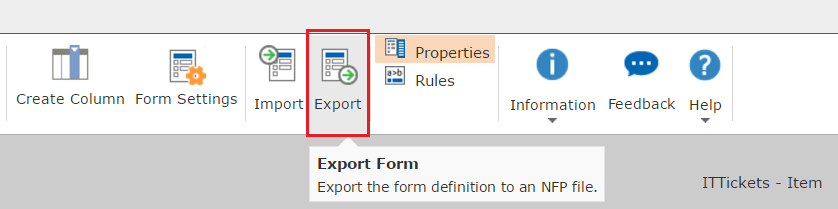 Properties
a>b
Rules
Create Column Form Settings Import Export Information Feedback Help
Export Form
Export the form definition to an NFP file.
ITTickets - Item